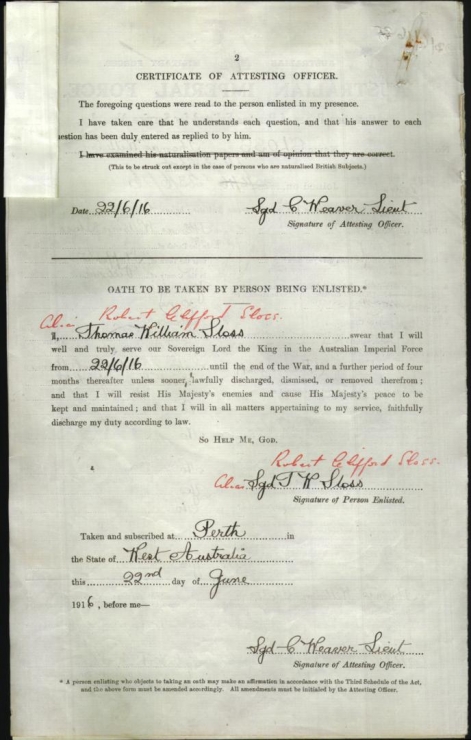 2
CERTIFICATE OF ATTESTING OFFICER.
The foregoing questions were read to the person enlisted in my presence.
I have taken care that he understands each question, and that his answer to each
uestion has been duly entered as replied to by him.
I have examined his naturalisation papers and am of opinion that they are correct.
(This to be struck out except in the case of persons who are naturalised British Subjects.)
Date 22/6/16 Sgd C Weaver Lieut
Signature of Attesting Officer.
OATH TO BE TAKEN BY PERSON BEING ENLISTED.*
Alias Robert Clifford Sloss.
I, Thomas William Sloss swear that I will
well and truly serve our Sovereign Lord the King in the Australian Imperial Force
from 22/6/16 until the end of the War, and a further period of four
months thereafter unless sooner lawfully discharged, dismissed, or removed therefrom;
and that I will resist His Majesty's enemies and cause His Majesty's peace to be
kept and maintained; and that I will in all matters appertaining to my service, faithfully
discharge my duty according to law.
SO HELP ME, GOD.
Robert Clifford Sloss.
Alias Sgd T W Sloss
Signature of Person Enlisted.
Taken and subscribed at Perth in
the State of West Australia
this 22nd day of June
1916, before me—
Sgd C Weaver Lieut
Signature of Attesting Officer.
* A person enlisting who objects to taking an oath may make an affirmation in accordance with the Third Schedule of the Act,
and the above form must be amended accordingly. All amendments must be initialed by the Attesting Officer.